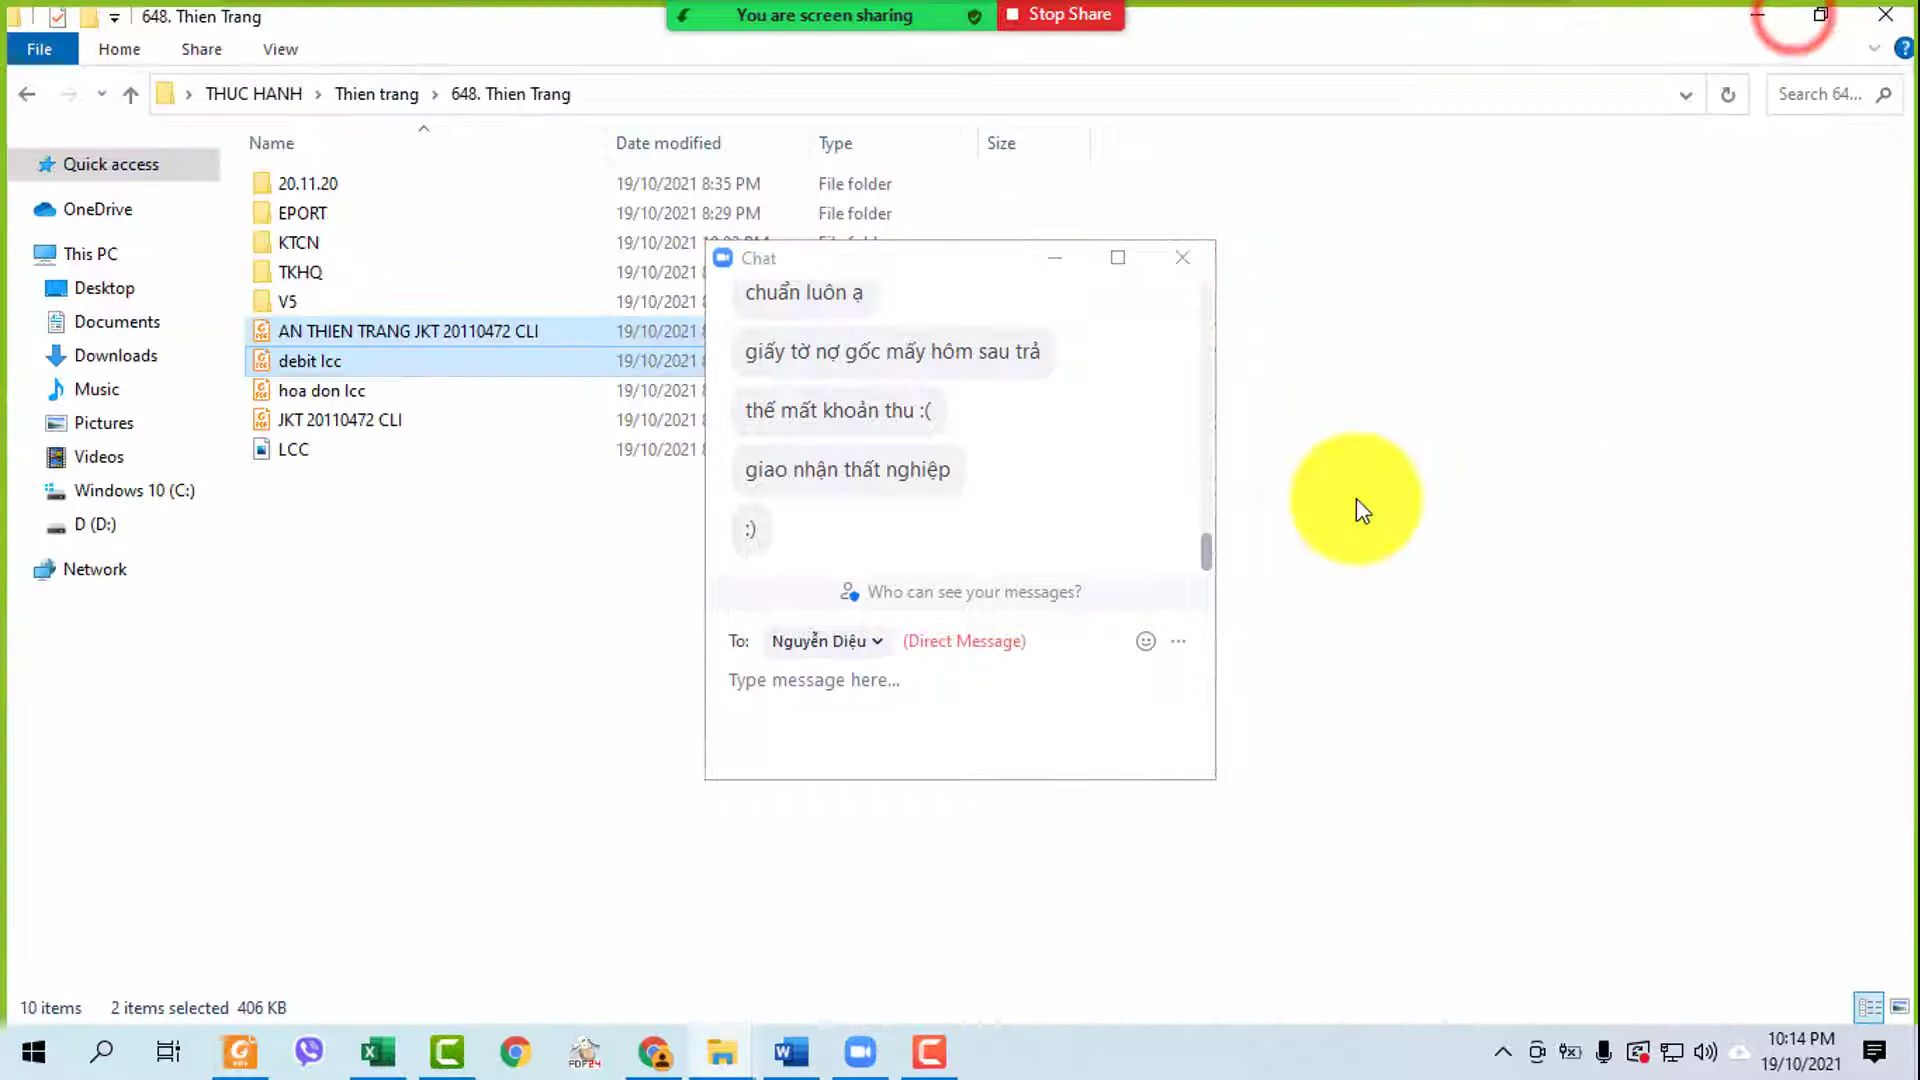 648. Thien Trang
You are screen sharing
Stop Share
File
Home
Share
View
THUC HANH
Thien trang
648. Thien Trang
Search 64...
Name
Date modified
Type
Size
Quick access
OneDrive
This PC
Desktop
Documents
Downloads
Music
Pictures
Videos
Windows 10 (C:)
D (D:)
Network
20.11.20 19/10/2021 8:35 PM File folder
EPORT 19/10/2021 8:29 PM File folder
KTCN 19/10/2021
TKHQ 19/10/2021
V5 19/10/2021
AN THIEN TRANG JKT 20110472 CLI 19/10/2021
debit lcc 19/10/2021
hoa don lcc 19/10/2021
JKT 20110472 CLI 19/10/2021
LCC 19/10/2021
Chat
chuẩn luôn ạ
giấy tờ nợ gốc mấy hôm sau trả
thế mất khoản thu :(
giao nhận thất nghiệp
:)
Who can see your messages?
To: Nguyễn Diệu (Direct Message)
Type message here...
10 items 2 items selected 406 KB
PDF24
10:14 PM
19/10/2021